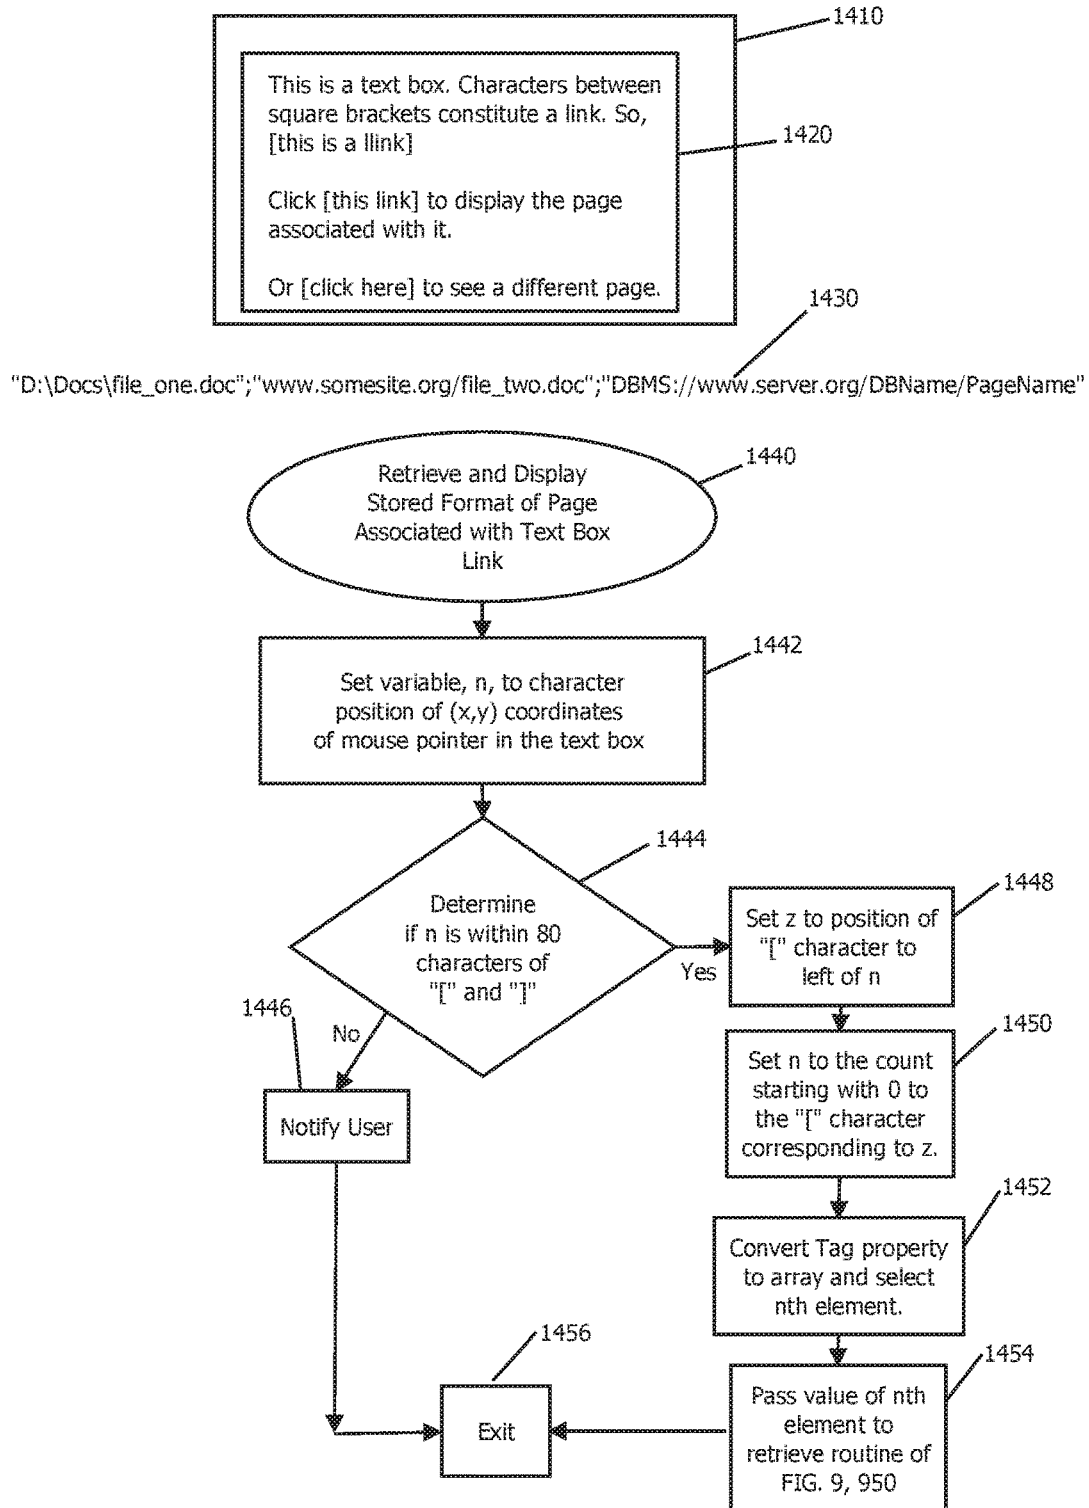 1410
This is a text box. Characters between
square brackets constitute a link. So,
[this is a llink]
1420
Click [this link] to display the page
associated with it.
Or [click here] to see a different page.
1430
"D:\Docs\file_one.doc";"www.somesite.org/file_two.doc";"DBMS://www.server.org/DBName/PageName"
1440
Retrieve and Display
Stored Format of Page
Associated with Text Box
Link
1442
Set variable, n, to character
position of (x,y) coordinates
of mouse pointer in the text box
1444
Determine
if n is within 80
characters of
"[" and "]"
Yes
1448
Set z to position of
"[" character to
left of n
1446
No
Notify User
1450
Set n to the count
starting with 0 to
the "[" character
corresponding to z.
1452
Convert Tag property
to array and select
nth element.
1454
Pass value of nth
element to
retrieve routine of
FIG. 9, 950
1456
Exit